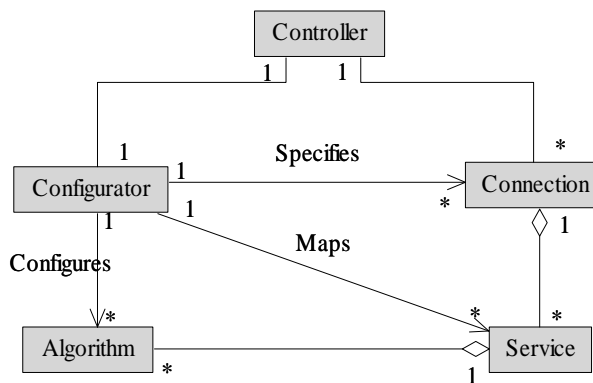 Controller
1
1
1
*
Specifies
Configurator
1
Connection
*
1
1
1
Maps
Configures
*
*
*
Algorithm
Service
*
1